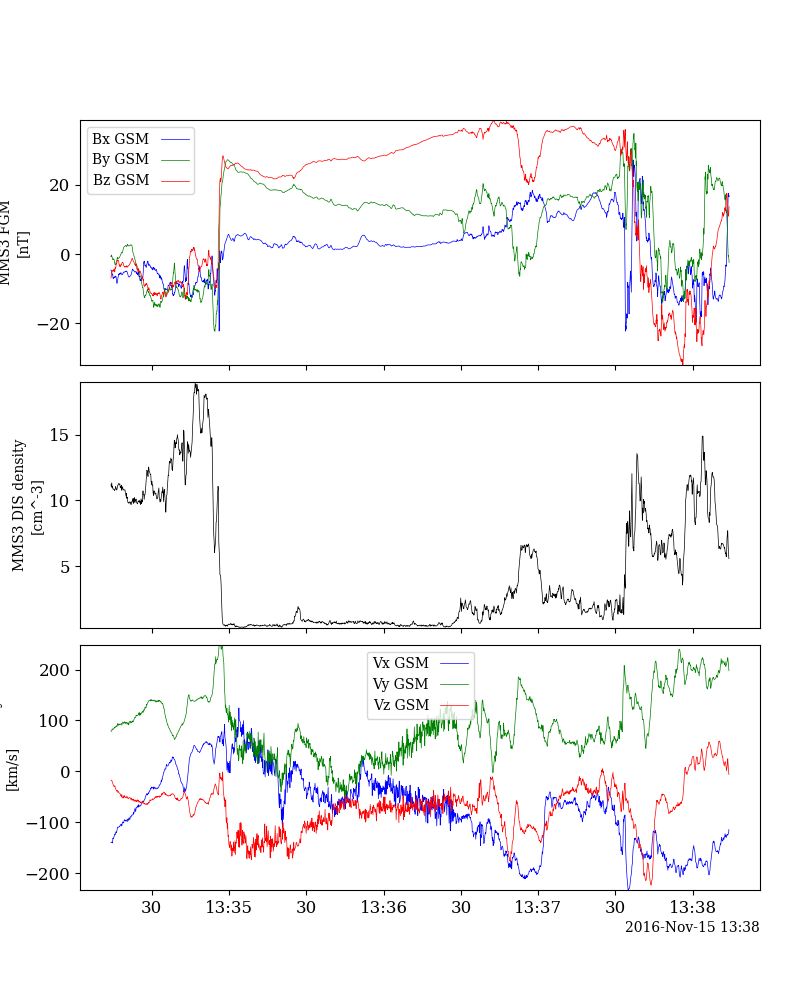 Bx GSM
By GSM
Bz GSM
20
0
−20
MMS3 FGM
[nT]
15
10
5
MMS3 DIS density
[cm^-3]
Vx GSM
Vy GSM
Vz GSM
200
100
0
−100
−200
[km/s]
30 13:35 30 13:36 30 13:37 30 13:38
2016-Nov-15 13:38